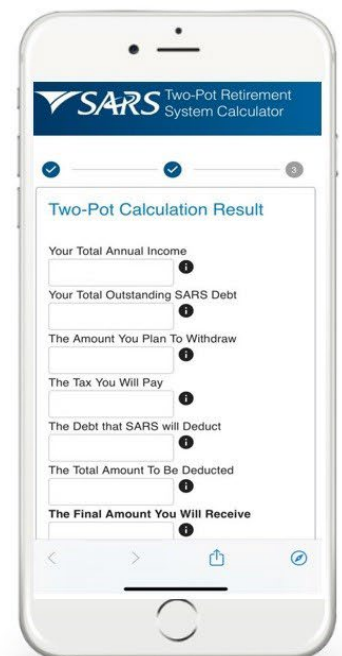 SARS Two-Pot Retirement
System Calculator
3
Two-Pot Calculation Result
Your Total Annual Income
Your Total Outstanding SARS Debt
The Amount You Plan To Withdraw
The Tax You Will Pay
The Debt that SARS will Deduct
The Total Amount To Be Deducted
The Final Amount You Will Receive